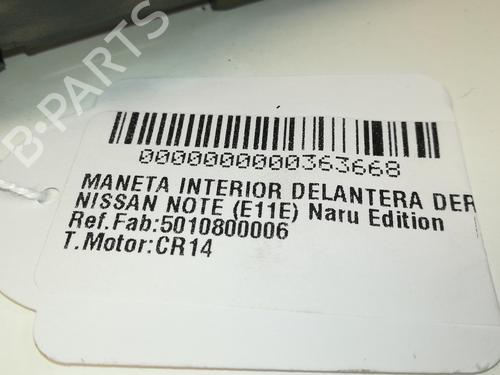 B-PARTS
0000000000363668
MANETA INTERIOR DELANTERA DER
NISSAN NOTE (E11E) Naru Edition
Ref.Fab:5010800006
T.Motor:CR14